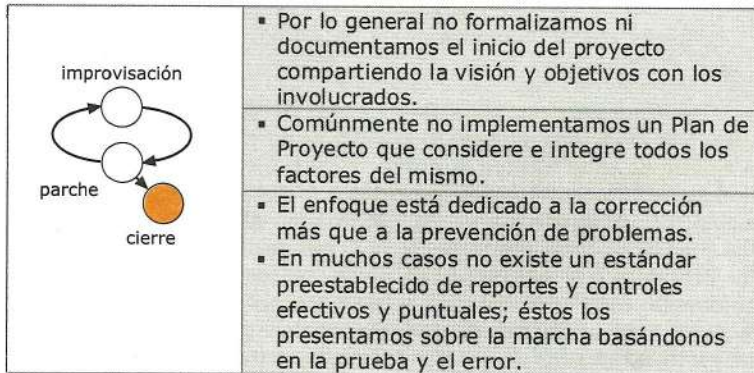 improvisación
parche
cierre
▪ Por lo general no formalizamos ni
documentamos el inicio del proyecto
compartiendo la visión y objetivos con los
involucrados.
▪ Comúnmente no implementamos un Plan de
Proyecto que considere e integre todos los
factores del mismo.
▪ El enfoque está dedicado a la corrección
más que a la prevención de problemas.
▪ En muchos casos no existe un estándar
preestablecido de reportes y controles
efectivos y puntuales; éstos los
presentamos sobre la marcha basándonos
en la prueba y el error.